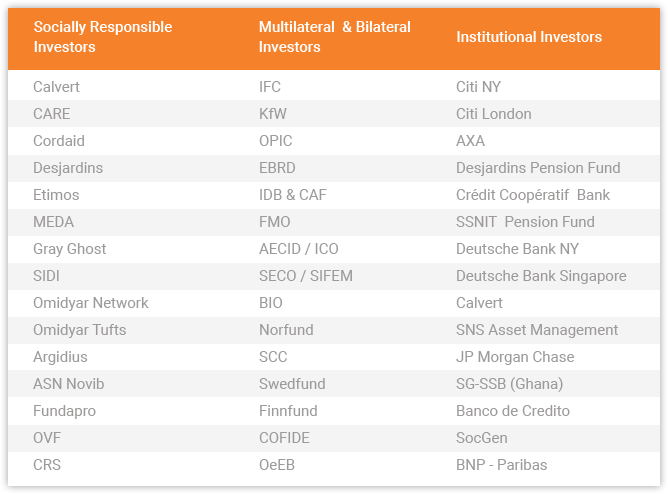 Socially Responsible Investors | Multilateral & Bilateral Investors | Institutional Investors
Calvert | IFC | Citi NY
CARE | KfW | Citi London
Cordaid | OPIC | AXA
Desjardins | EBRD | Desjardins Pension Fund
Etimos | IDB & CAF | Crédit Coopératif Bank
MEDA | FMO | SSNIT Pension Fund
Gray Ghost | AECID / ICO | Deutsche Bank NY
SIDI | SECO / SIFEM | Deutsche Bank Singapore
Omidyar Network | BIO | Calvert
Omidyar Tufts | Norfund | SNS Asset Management
Argidius | SCC | JP Morgan Chase
ASN Novib | Swedfund | SG-SSB (Ghana)
Fundapro | Finnfund | Banco de Credito
OVF | COFIDE | SocGen
CRS | OeEB | BNP - Paribas